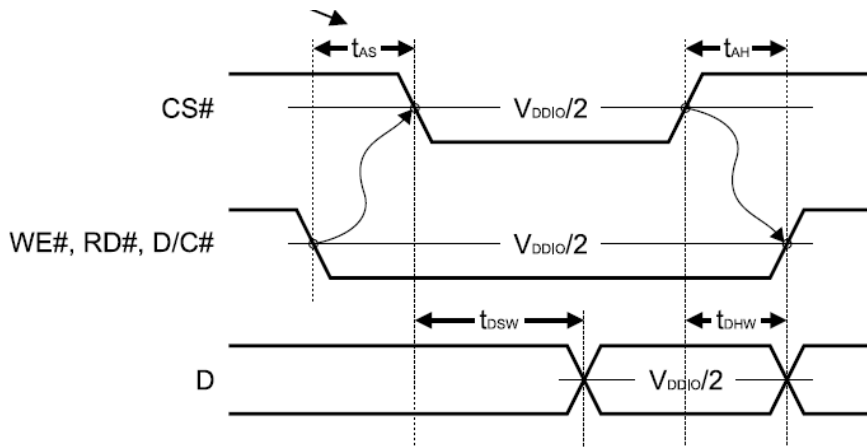 tAS
tAH
CS#
VDDIO/2
WE#, RD#, D/C#
VDDIO/2
tDSW
tDHW
D
VDDIO/2